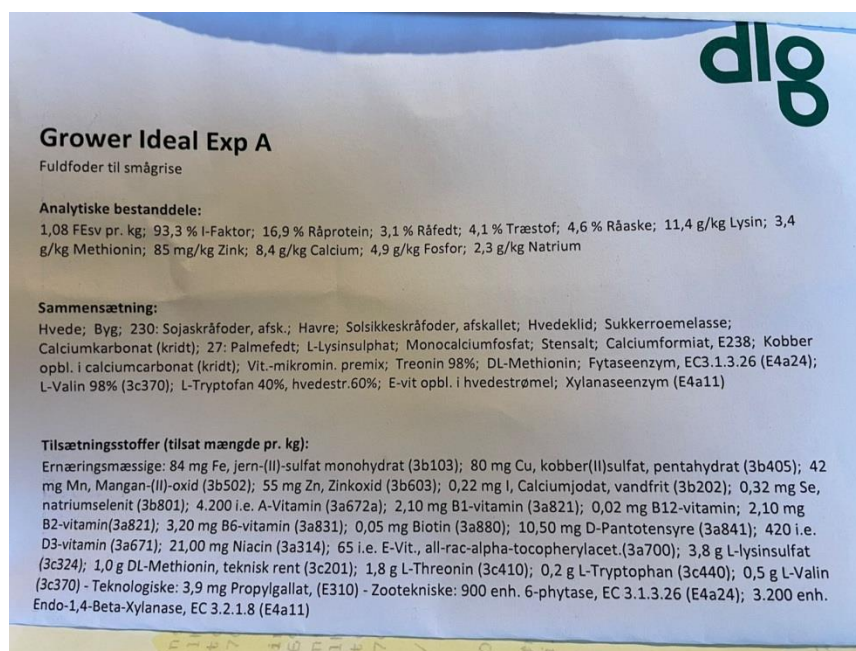 dlg
Grower Ideal Exp A
Fuldfoder til smågrise
Analytiske bestanddele:
1,08 FEsv pr. kg; 93,3 % I-Faktor; 16,9 % Råprotein; 3,1 % Råfedt; 4,1 % Træstof; 4,6 % Råaske; 11,4 g/kg Lysin; 3,4
g/kg Methionin; 85 mg/kg Zink; 8,4 g/kg Calcium; 4,9 g/kg Fosfor; 2,3 g/kg Natrium
Sammensætning:
Hvede; Byg; 230: Sojaskråfoder, afsk.; Havre; Solsikkeskråfoder, afskallet; Hvedeklid; Sukkerroemelasse;
Calciumkarbonat (kridt); 27: Palmefedt; L-Lysinsulphat; Monocalciumfosfat; Stensalt; Calciumformiat, E238; Kobber
opbl. i calciumcarbonat (kridt); Vit.-mikromin. premix; Treonin 98%; DL-Methionin; Fytaseenzym, EC3.1.3.26 (E4a24);
L-Valin 98% (3c370); L-Tryptofan 40%, hvedestr.60%; E-vit opbl. i hvedestrømel; Xylanaseenzym (E4a11)
Tilsætningsstoffer (tilsat mængde pr. kg):
Ernæringsmæssige: 84 mg Fe, jern-(II)-sulfat monohydrat (3b103); 80 mg Cu, kobber(II)sulfat, pentahydrat (3b405); 42
mg Mn, Mangan-(II)-oxid (3b502); 55 mg Zn, Zinkoxid (3b603); 0,22 mg I, Calciumjodat, vandfrit (3b202); 0,32 mg Se,
natriumselenit (3b801); 4.200 i.e. A-Vitamin (3a672a); 2,10 mg B1-vitamin (3a821); 0,02 mg B12-vitamin; 2,10 mg
B2-vitamin(3a821); 3,20 mg B6-vitamin (3a831); 0,05 mg Biotin (3a880); 10,50 mg D-Pantotensyre (3a841); 420 i.e.
D3-vitamin (3a671); 21,00 mg Niacin (3a314); 65 i.e. E-Vit., all-rac-alpha-tocopherylacet.(3a700); 3,8 g L-lysinsulfat
(3c324); 1,0 g DL-Methionin, teknisk rent (3c201); 1,8 g L-Threonin (3c410); 0,2 g L-Tryptophan (3c440); 0,5 g L-Valin
(3c370) - Teknologiske: 3,9 mg Propylgallat, (E310) - Zootekniske: 900 enh. 6-phytase, EC 3.1.3.26 (E4a24); 3.200 enh.
Endo-1,4-Beta-Xylanase, EC 3.2.1.8 (E4a11)